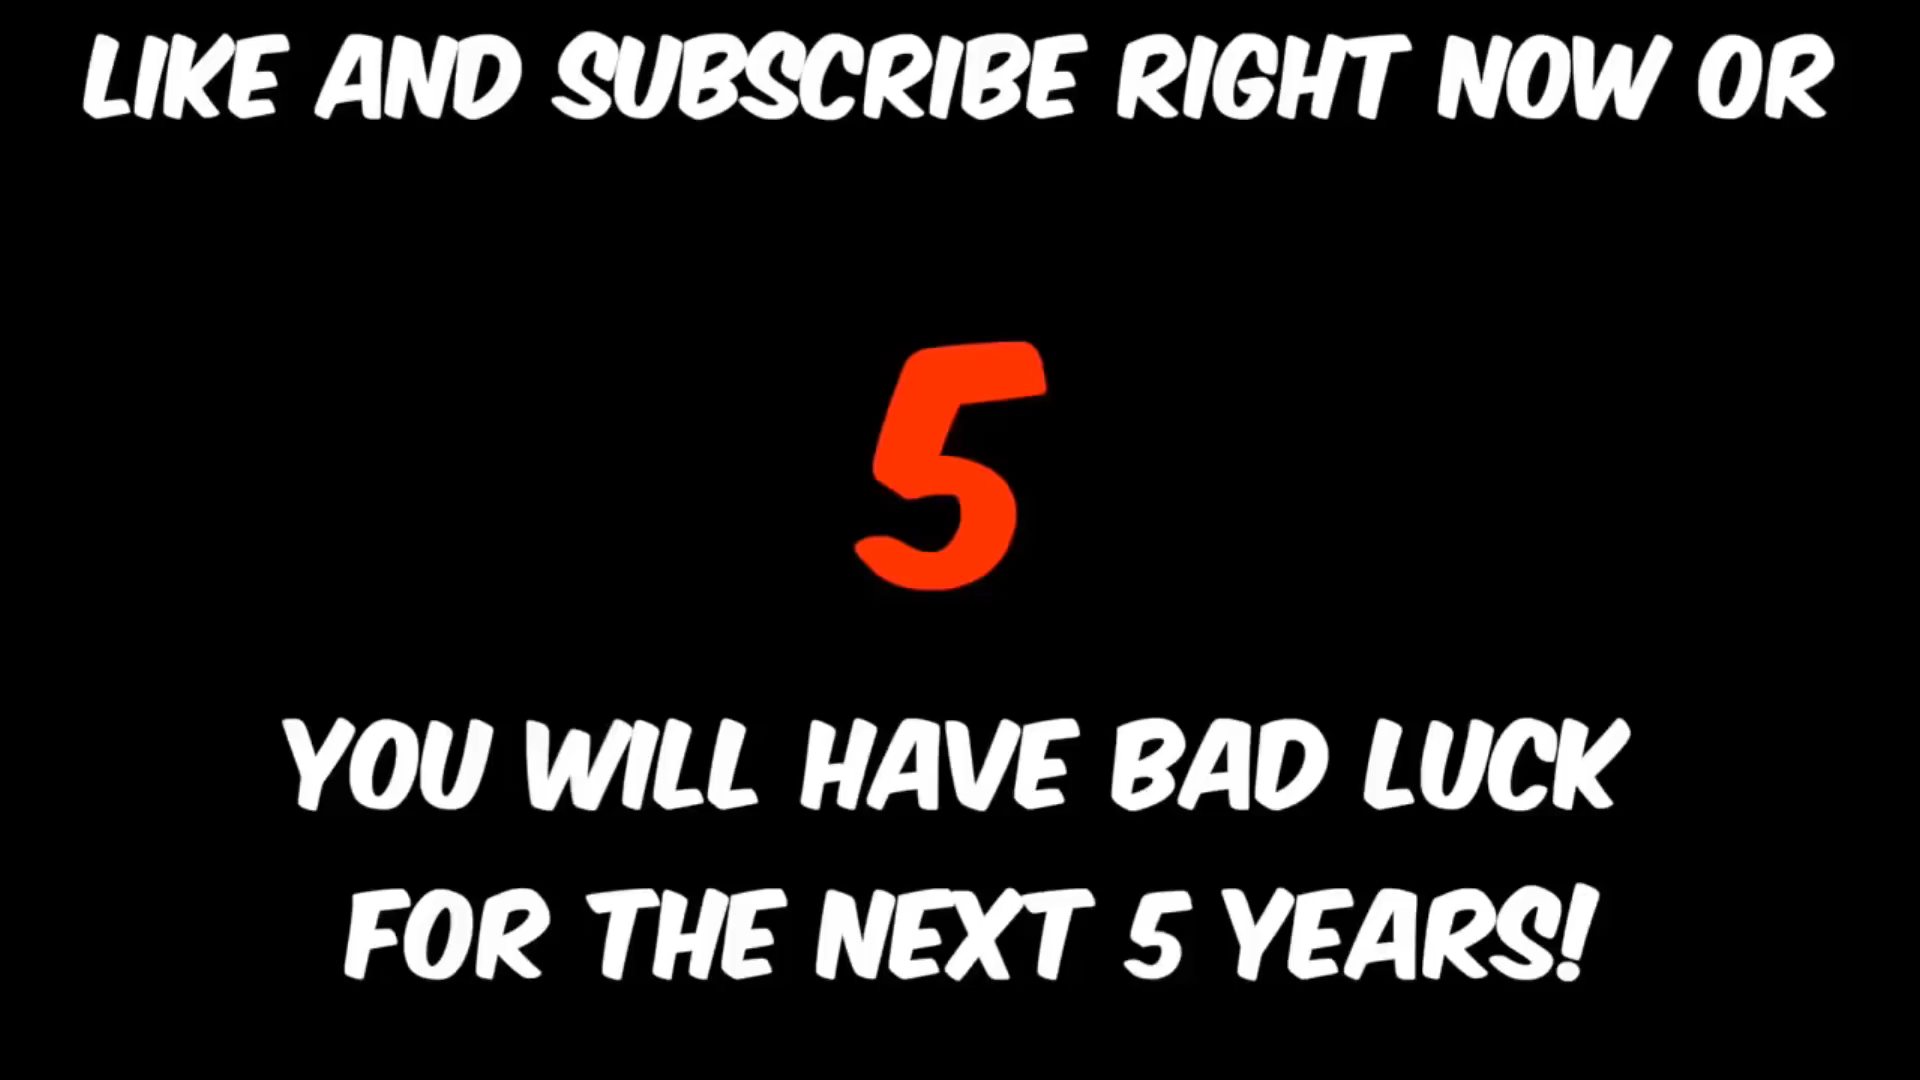 LIKE AND SUBSCRIBE RIGHT NOW OR
5
YOU WILL HAVE BAD LUCK
FOR THE NEXT 5 YEARS!